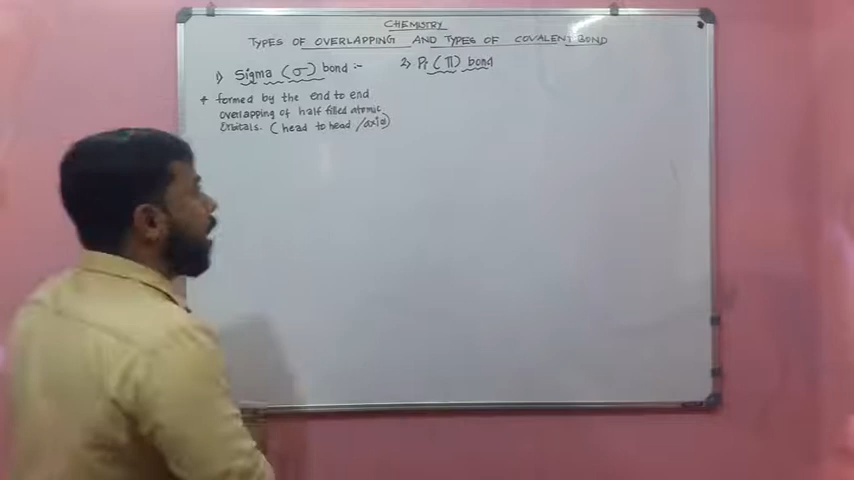 CHEMISTRY
TYPES OF OVERLAPPING AND TYPES OF COVALENT BOND
1) Sigma (σ) bond :-
2) Pi (π) bond
* formed by the end to end
overlapping of half filled atomic
Orbitals. (head to head /axial)